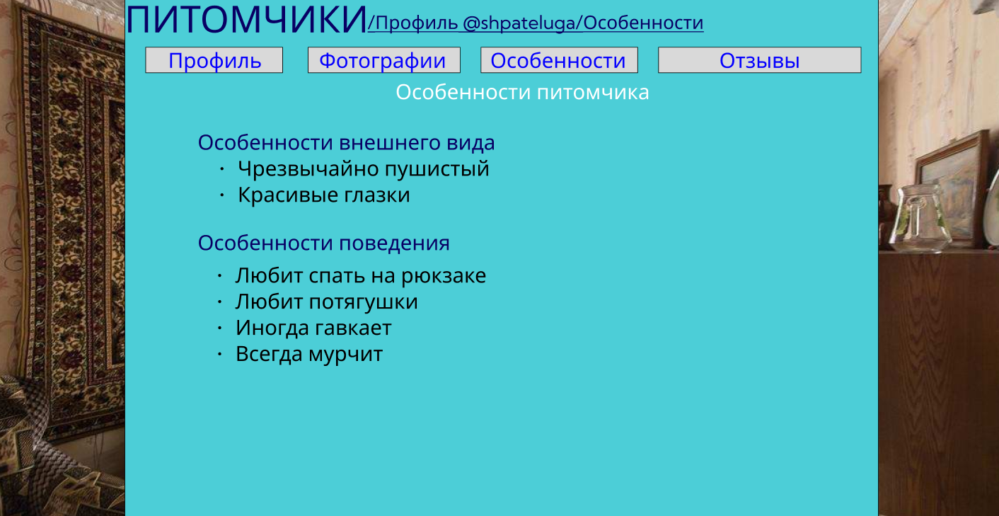 ПИТОМЧИКИ/Профиль @shpateluga/Особенности
Профиль Фотографии Особенности Отзывы
Особенности питомчика
Особенности внешнего вида
· Чрезвычайно пушистый
· Красивые глазки
Особенности поведения
· Любит спать на рюкзаке
· Любит потягушки
· Иногда гавкает
· Всегда мурчит